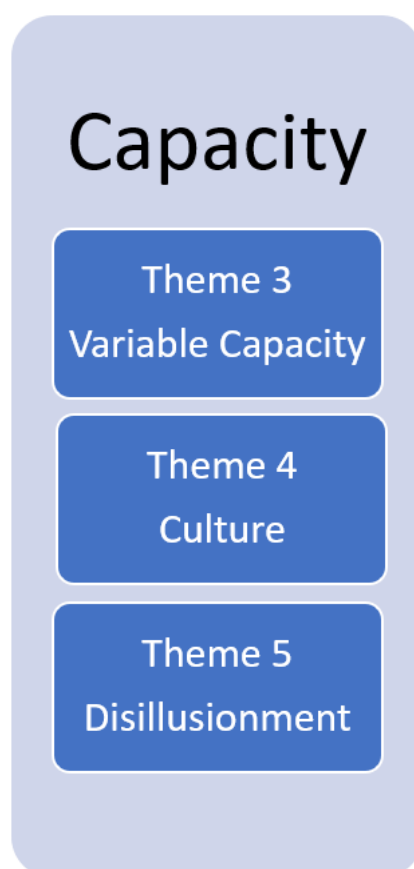 Capacity
Theme 3
Variable Capacity
Theme 4
Culture
Theme 5
Disillusionment